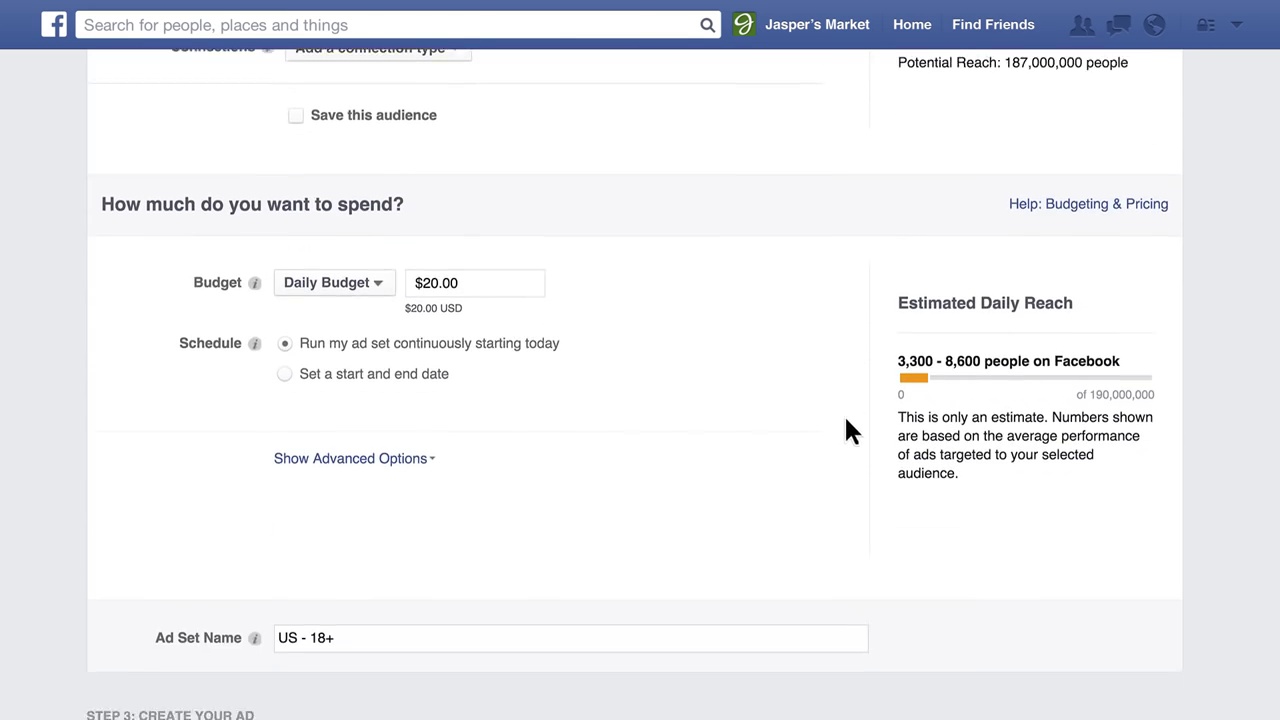 Search for people, places and things
Jasper's Market
Home
Find Friends
Connections
Add a connection type
Potential Reach: 187,000,000 people
Save this audience
How much do you want to spend?
Help: Budgeting & Pricing
Budget
Daily Budget
$20.00
$20.00 USD
Schedule
Run my ad set continuously starting today
Set a start and end date
Show Advanced Options
Estimated Daily Reach
3,300 - 8,600 people on Facebook
0
of 190,000,000
This is only an estimate. Numbers shown
are based on the average performance
of ads targeted to your selected
audience.
Ad Set Name
US - 18+
STEP 3: CREATE YOUR AD